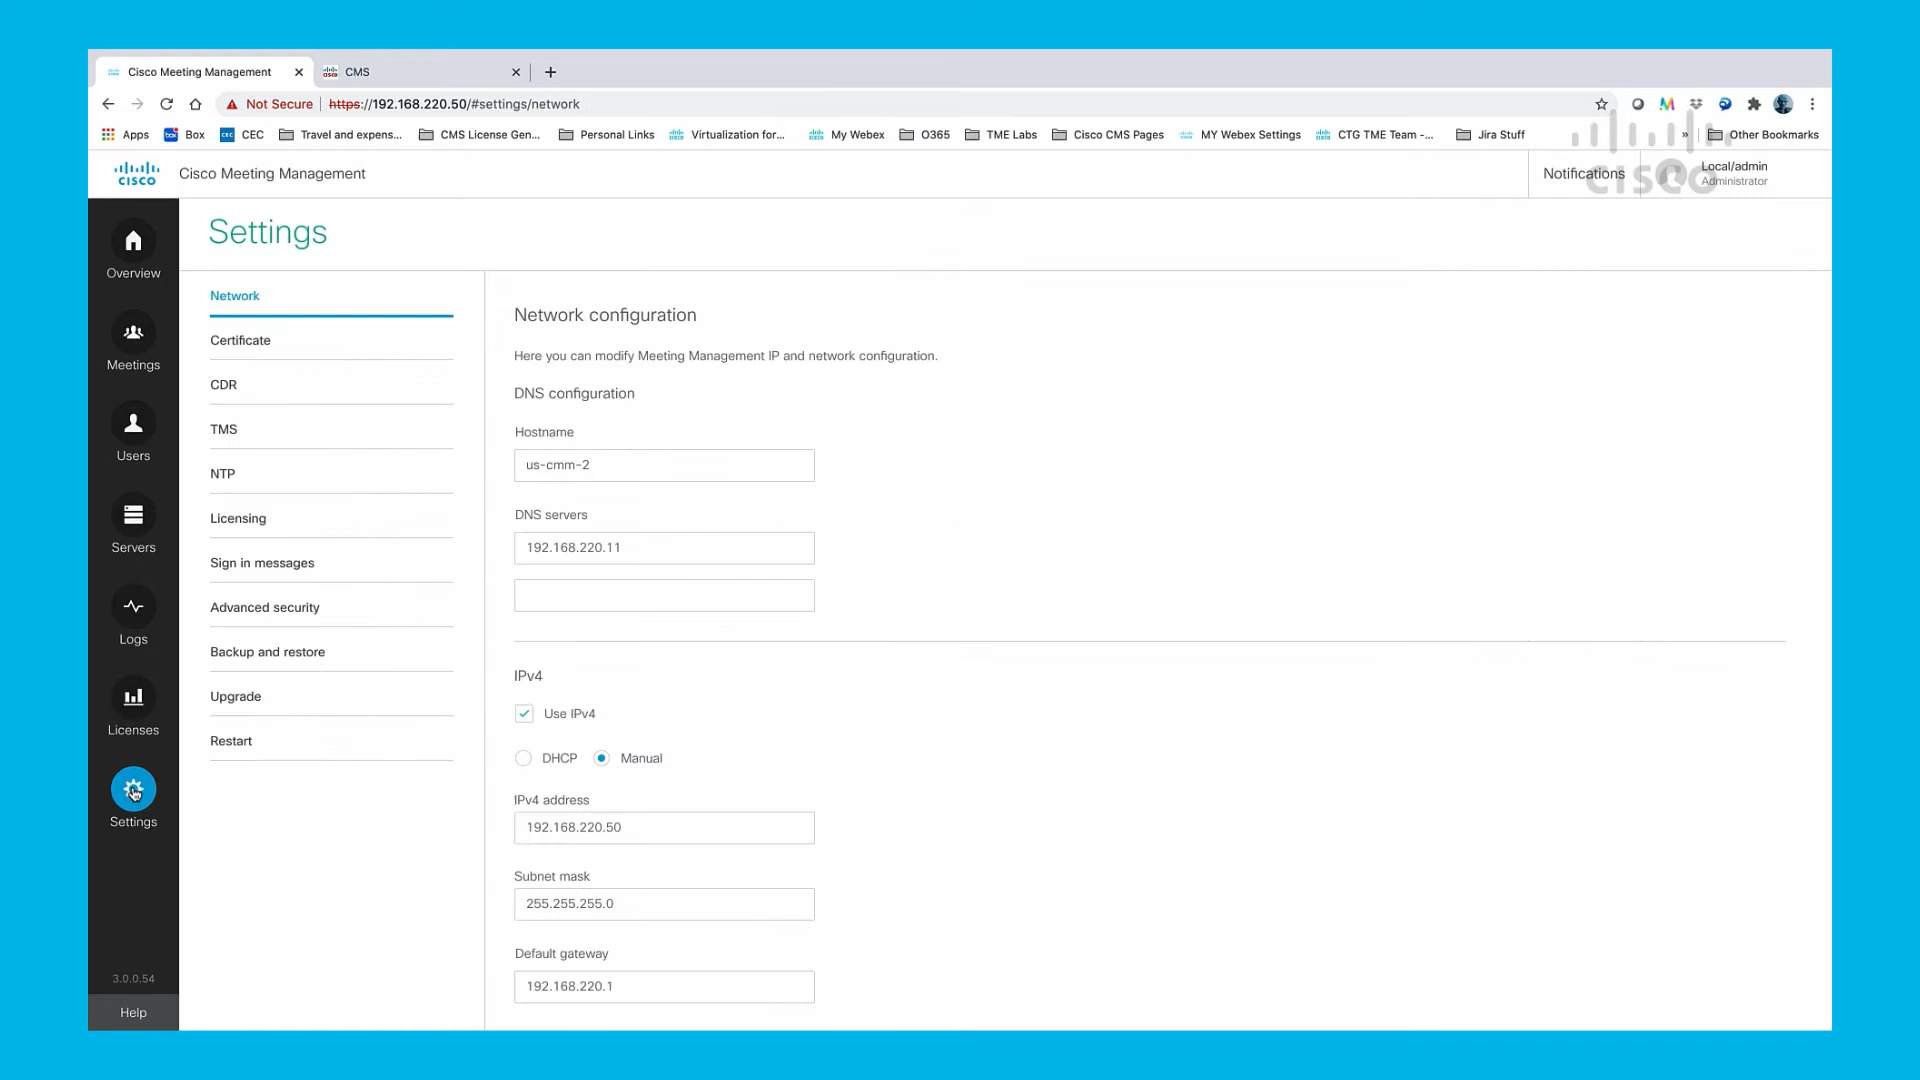 Cisco Meeting Management
CMS
Not Secure https://192.168.220.50/#settings/network
Apps Box CEC Travel and expens... CMS License Gen... Personal Links Virtualization for... My Webex O365 TME Labs Cisco CMS Pages MY Webex Settings CTG TME Team -... Jira Stuff » Other Bookmarks
CISCO Cisco Meeting Management
Notifications
Local/admin
Administrator
cisco
Settings
Overview
Meetings
Users
Servers
Logs
Licenses
Settings
3.0.0.54
Help
Network
Certificate
CDR
TMS
NTP
Licensing
Sign in messages
Advanced security
Backup and restore
Upgrade
Restart
Network configuration
Here you can modify Meeting Management IP and network configuration.
DNS configuration
Hostname
us-cmm-2
DNS servers
192.168.220.11
IPv4
Use IPv4
DHCP Manual
IPv4 address
192.168.220.50
Subnet mask
255.255.255.0
Default gateway
192.168.220.1